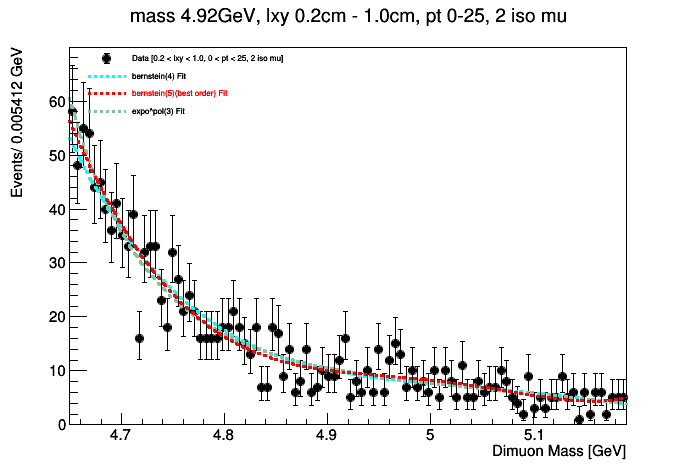 mass 4.92GeV, lxy 0.2cm - 1.0cm, pt 0-25, 2 iso mu
Events/ 0.005412 GeV
Data [0.2 < lxy < 1.0, 0 < pt < 25, 2 iso mu]
bernstein(4) Fit
bernstein(5)(best order) Fit
expo^pol(3) Fit
60
50
40
30
20
10
0
4.7 4.8 4.9 5 5.1
Dimuon Mass [GeV]